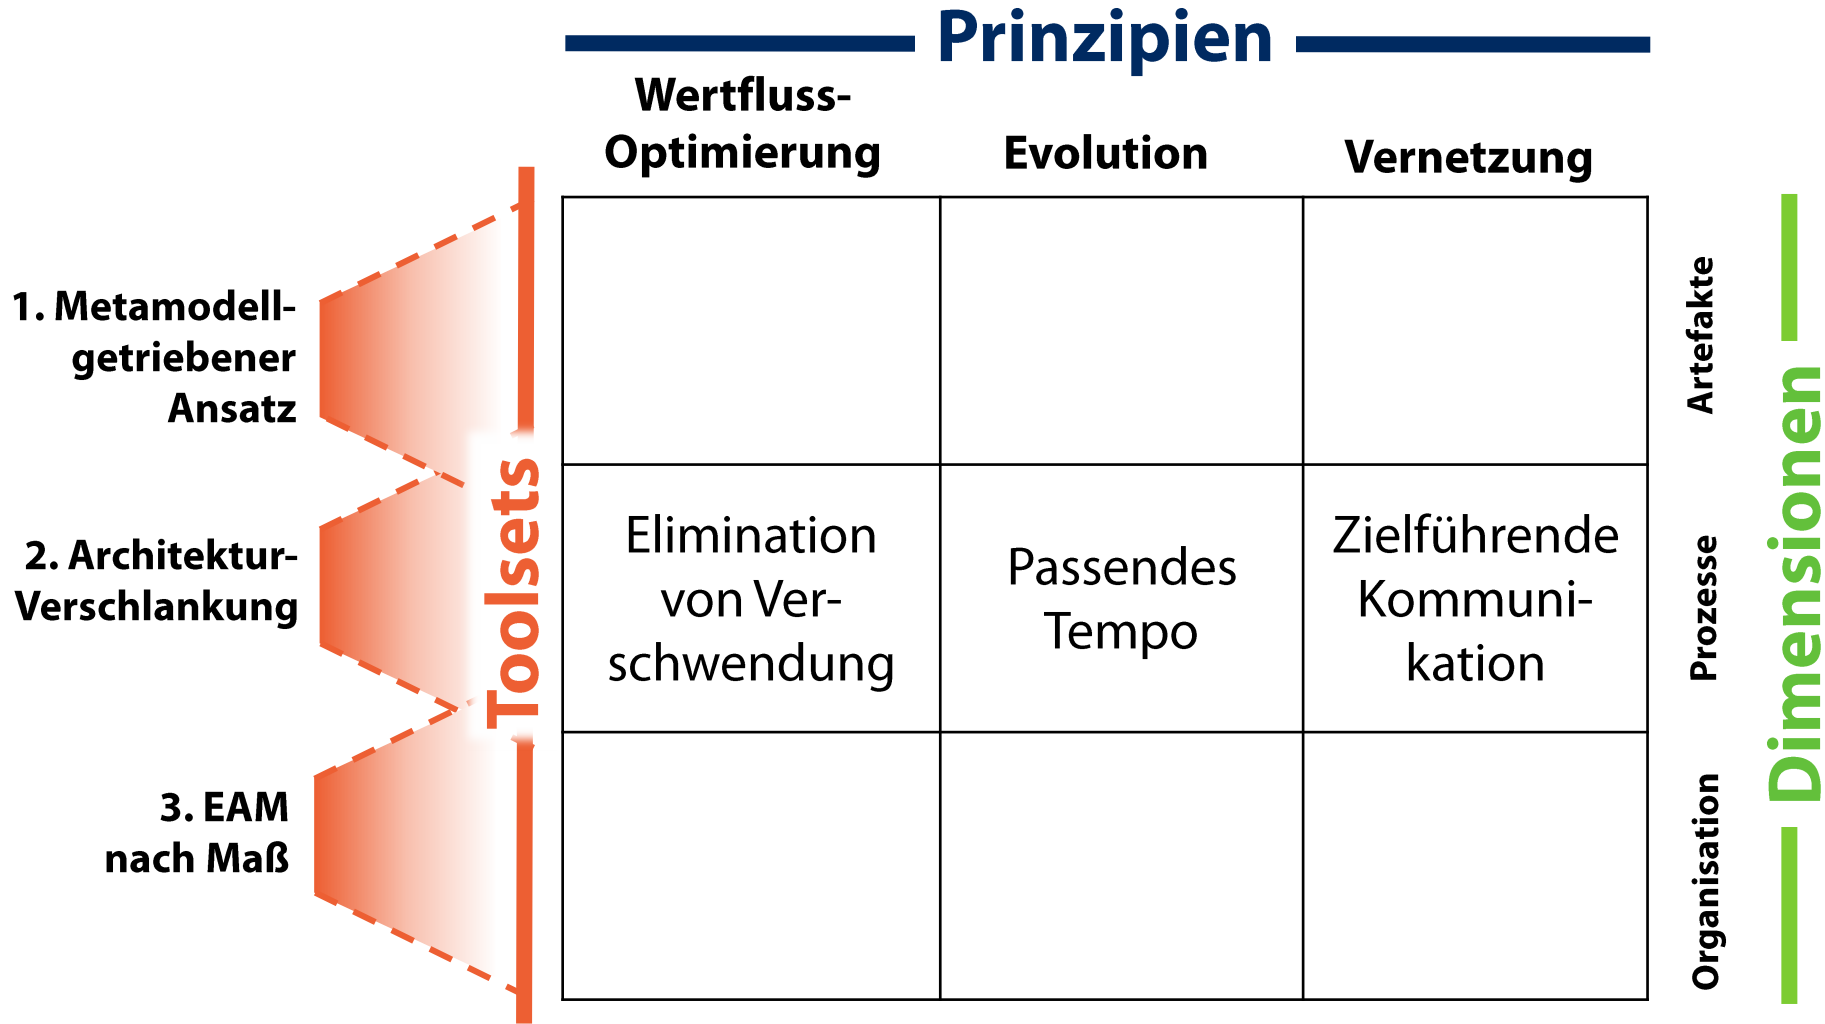 Prinzipien
Wertfluss-
Optimierung
Evolution
Vernetzung
1. Metamodell-
getriebener
Ansatz
2. Architektur-
Verschlankung
3. EAM
nach Maß
Toolsets
Elimination
von Ver-
schwendung
Passendes
Tempo
Zielführende
Kommuni-
kation
Artefakte
Prozesse
Organisation
Dimensionen